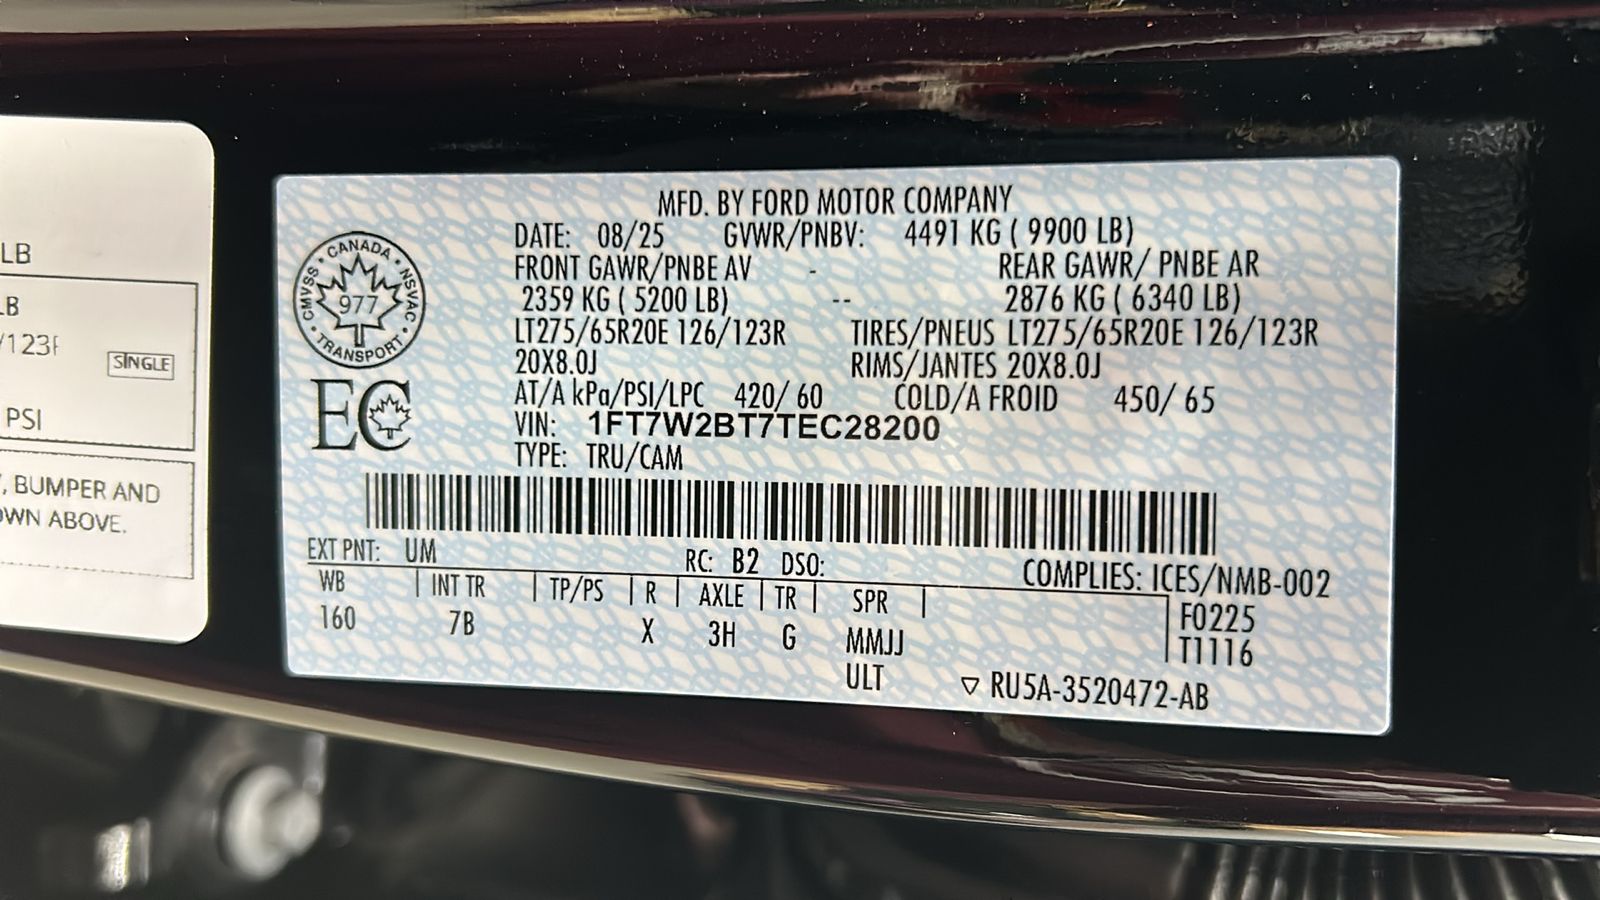 LB
LB
/123
SINGLE
PSI
, BUMPER AND
OWN ABOVE.
MFD. BY FORD MOTOR COMPANY
DATE: 08/25 GVWR/PNBV: 4491 KG ( 9900 LB)
FRONT GAWR/PNBE AV - REAR GAWR/ PNBE AR
2359 KG ( 5200 LB) -- 2876 KG ( 6340 LB)
LT275/65R20E 126/123R TIRES/PNEUS LT275/65R20E 126/123R
20X8.0J RIMS/JANTES 20X8.0J
AT/A kPa/PSI/LPC 420/ 60 COLD/A FROID 450/ 65
VIN: 1FT7W2BT7TEC28200
TYPE: TRU/CAM
CANADA
CMVSS • NSVAC
977
TRANSPORT
EC
EXT PNT: UM RC: B2 DSO:
COMPLIES: ICES/NMB-002
WB | INT TR | TP/PS | R | AXLE | TR | SPR |
160 7B X 3H G MMJJ
ULT
F0225
T1116
▽ RU5A-3520472-AB